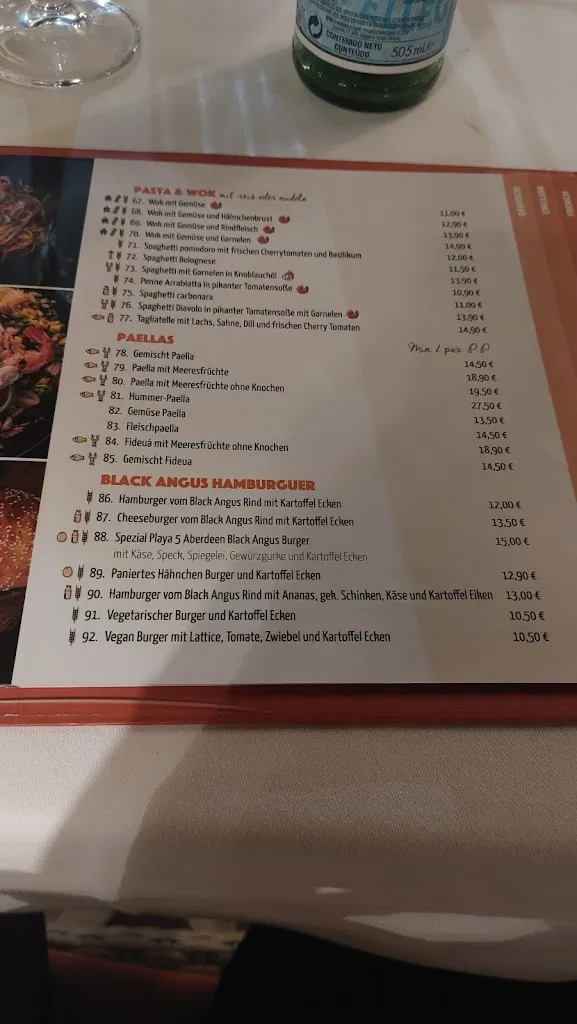 CONTENIDO NETO
CONTEÚDO 505 ml
PASTA & WOK mit reis oder nudeln
67. Wok mit Gemüse 11,00 €
68. Wok mit Gemüse und Hähnchenbrust 12,90 €
69. Wok mit Gemüse und Rindfleisch 13,90 €
70. Wok mit Gemüse und Garnelen 14,90 €
71. Spaghetti pomodoro mit frischen Cherrytomaten und Basilikum 12,00 €
72. Spaghetti Bolognese 11,50 €
73. Spaghetti mit Garnelen in Knoblauchöl 13,90 €
74. Penne Arrabiatta in pikanter Tomatensoße 10,90 €
75. Spaghetti carbonara 11,00 €
76. Spaghetti Diavolo in pikanter Tomatensoße mit Garnelen 13,90 €
77. Tagliatelle mit Lachs, Sahne, Dill und frischen Cherry Tomaten 14,90 €
PAELLAS Min. 2 pax. P.P
78. Gemischt Paella 14,50 €
79. Paella mit Meeresfrüchte 18,90 €
80. Paella mit Meeresfrüchte ohne Knochen 19,50 €
81. Hummer-Paella 27,50 €
82. Gemüse Paella 13,50 €
83. Fleischpaella 14,50 €
84. Fideuá mit Meeresfrüchte ohne Knochen 18,90 €
85. Gemischt Fideua 14,50 €
BLACK ANGUS HAMBURGUER
86. Hamburger vom Black Angus Rind mit Kartoffel Ecken 12,00 €
87. Cheeseburger vom Black Angus Rind mit Kartoffel Ecken 13,50 €
88. Spezial Playa 5 Aberdeen Black Angus Burger 15,00 €
mit Käse, Speck, Spiegelei, Gewürzgurke und Kartoffel Ecken
89. Paniertes Hähnchen Burger und Kartoffel Ecken 12,90 €
90. Hamburger vom Black Angus Rind mit Ananas, gek. Schinken, Käse und Kartoffel Elken 13,00 €
91. Vegetarischer Burger und Kartoffel Ecken 10,50 €
92. Vegan Burger mit Lattice, Tomate, Zwiebel und Kartoffel Ecken 10,50 €